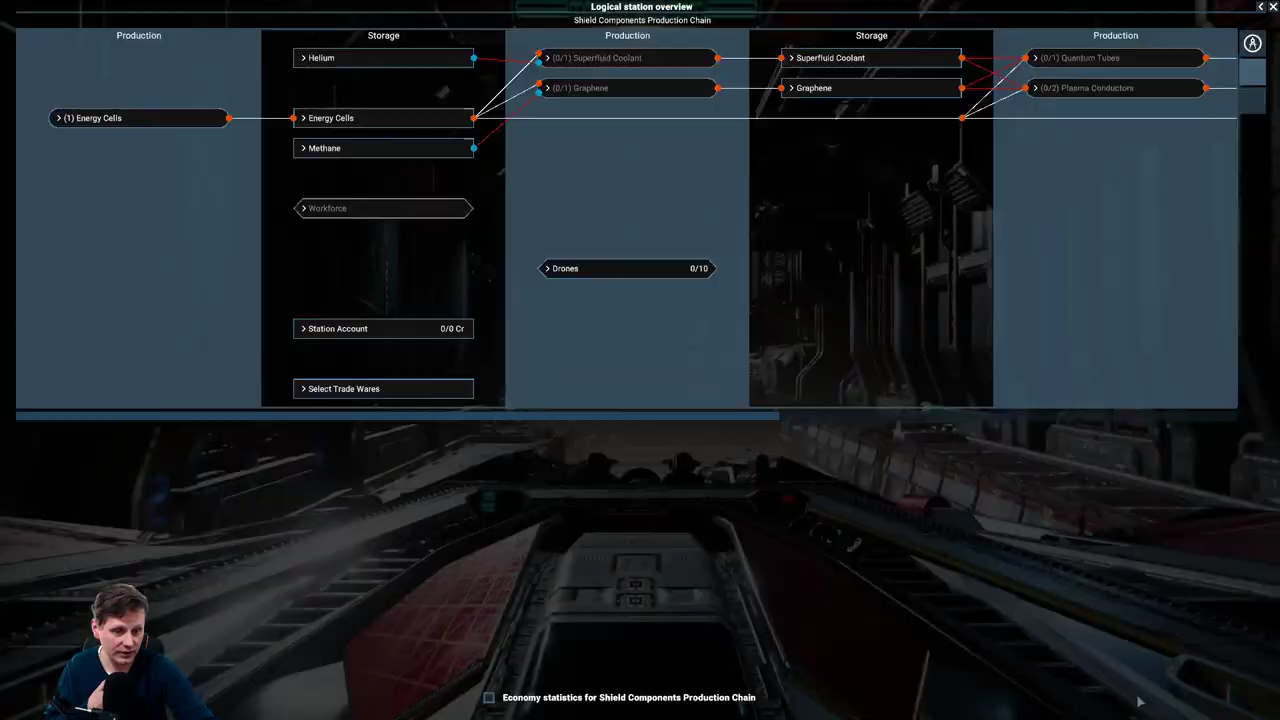 Logical station overview
Shield Components Production Chain
Production
Storage
Production
Storage
Production
Helium
(0/1) Superfluid Coolant
Superfluid Coolant
(0/1) Quantum Tubes
(0/1) Graphene
Graphene
(0/2) Plasma Conductors
(1) Energy Cells
Energy Cells
Methane
Workforce
Drones 0/10
Station Account 0/0 Cr
Select Trade Wares
Economy statistics for Shield Components Production Chain